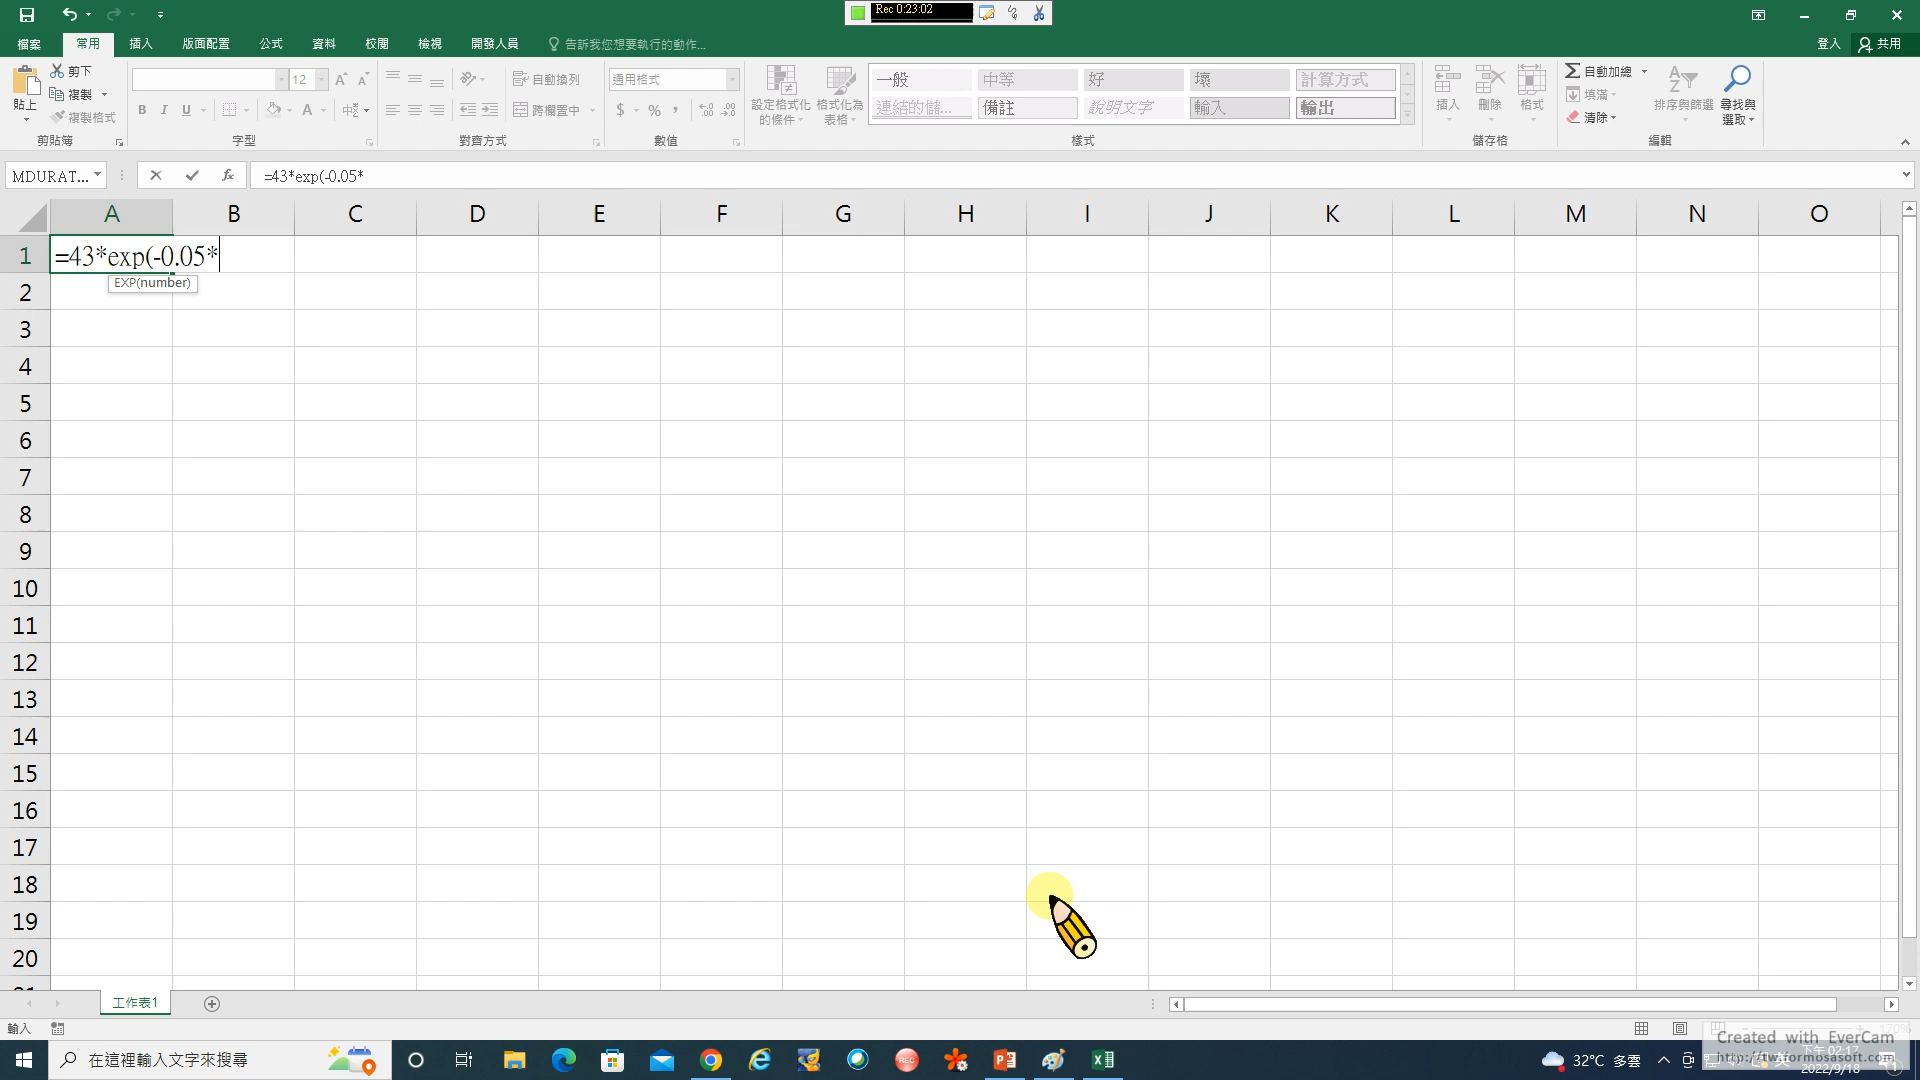 Rec 0:23:02
檔案 常用 插入 版面配置 公式 資料 校閱 檢視 開發人員 告訴我您想要執行的動作... 登入 共用
貼上 剪下 複製 複製格式 剪貼簿
12 B I U 中 字型
自動換列 跨欄置中 對齊方式
通用格式 $ % 數值
設定格式化的條件 格式化為表格
一般 中等 好 壞 計算方式
連結的儲... 備註 說明文字 輸入 輸出
樣式
插入 刪除 格式 儲存格
自動加總 填滿 清除 排序與篩選 尋找與選取 編輯
MDURAT... fx =43*exp(-0.05*
A B C D E F G H I J K L M N O
1 =43*exp(-0.05*
EXP(number)
2
3
4
5
6
7
8
9
10
11
12
13
14
15
16
17
18
19
20
工作表1
輸入
Created with EverCam
http://twformosasoft.com
在這裡輸入文字來搜尋
REC
32°C 多雲
下午 02:17
2022/9/18